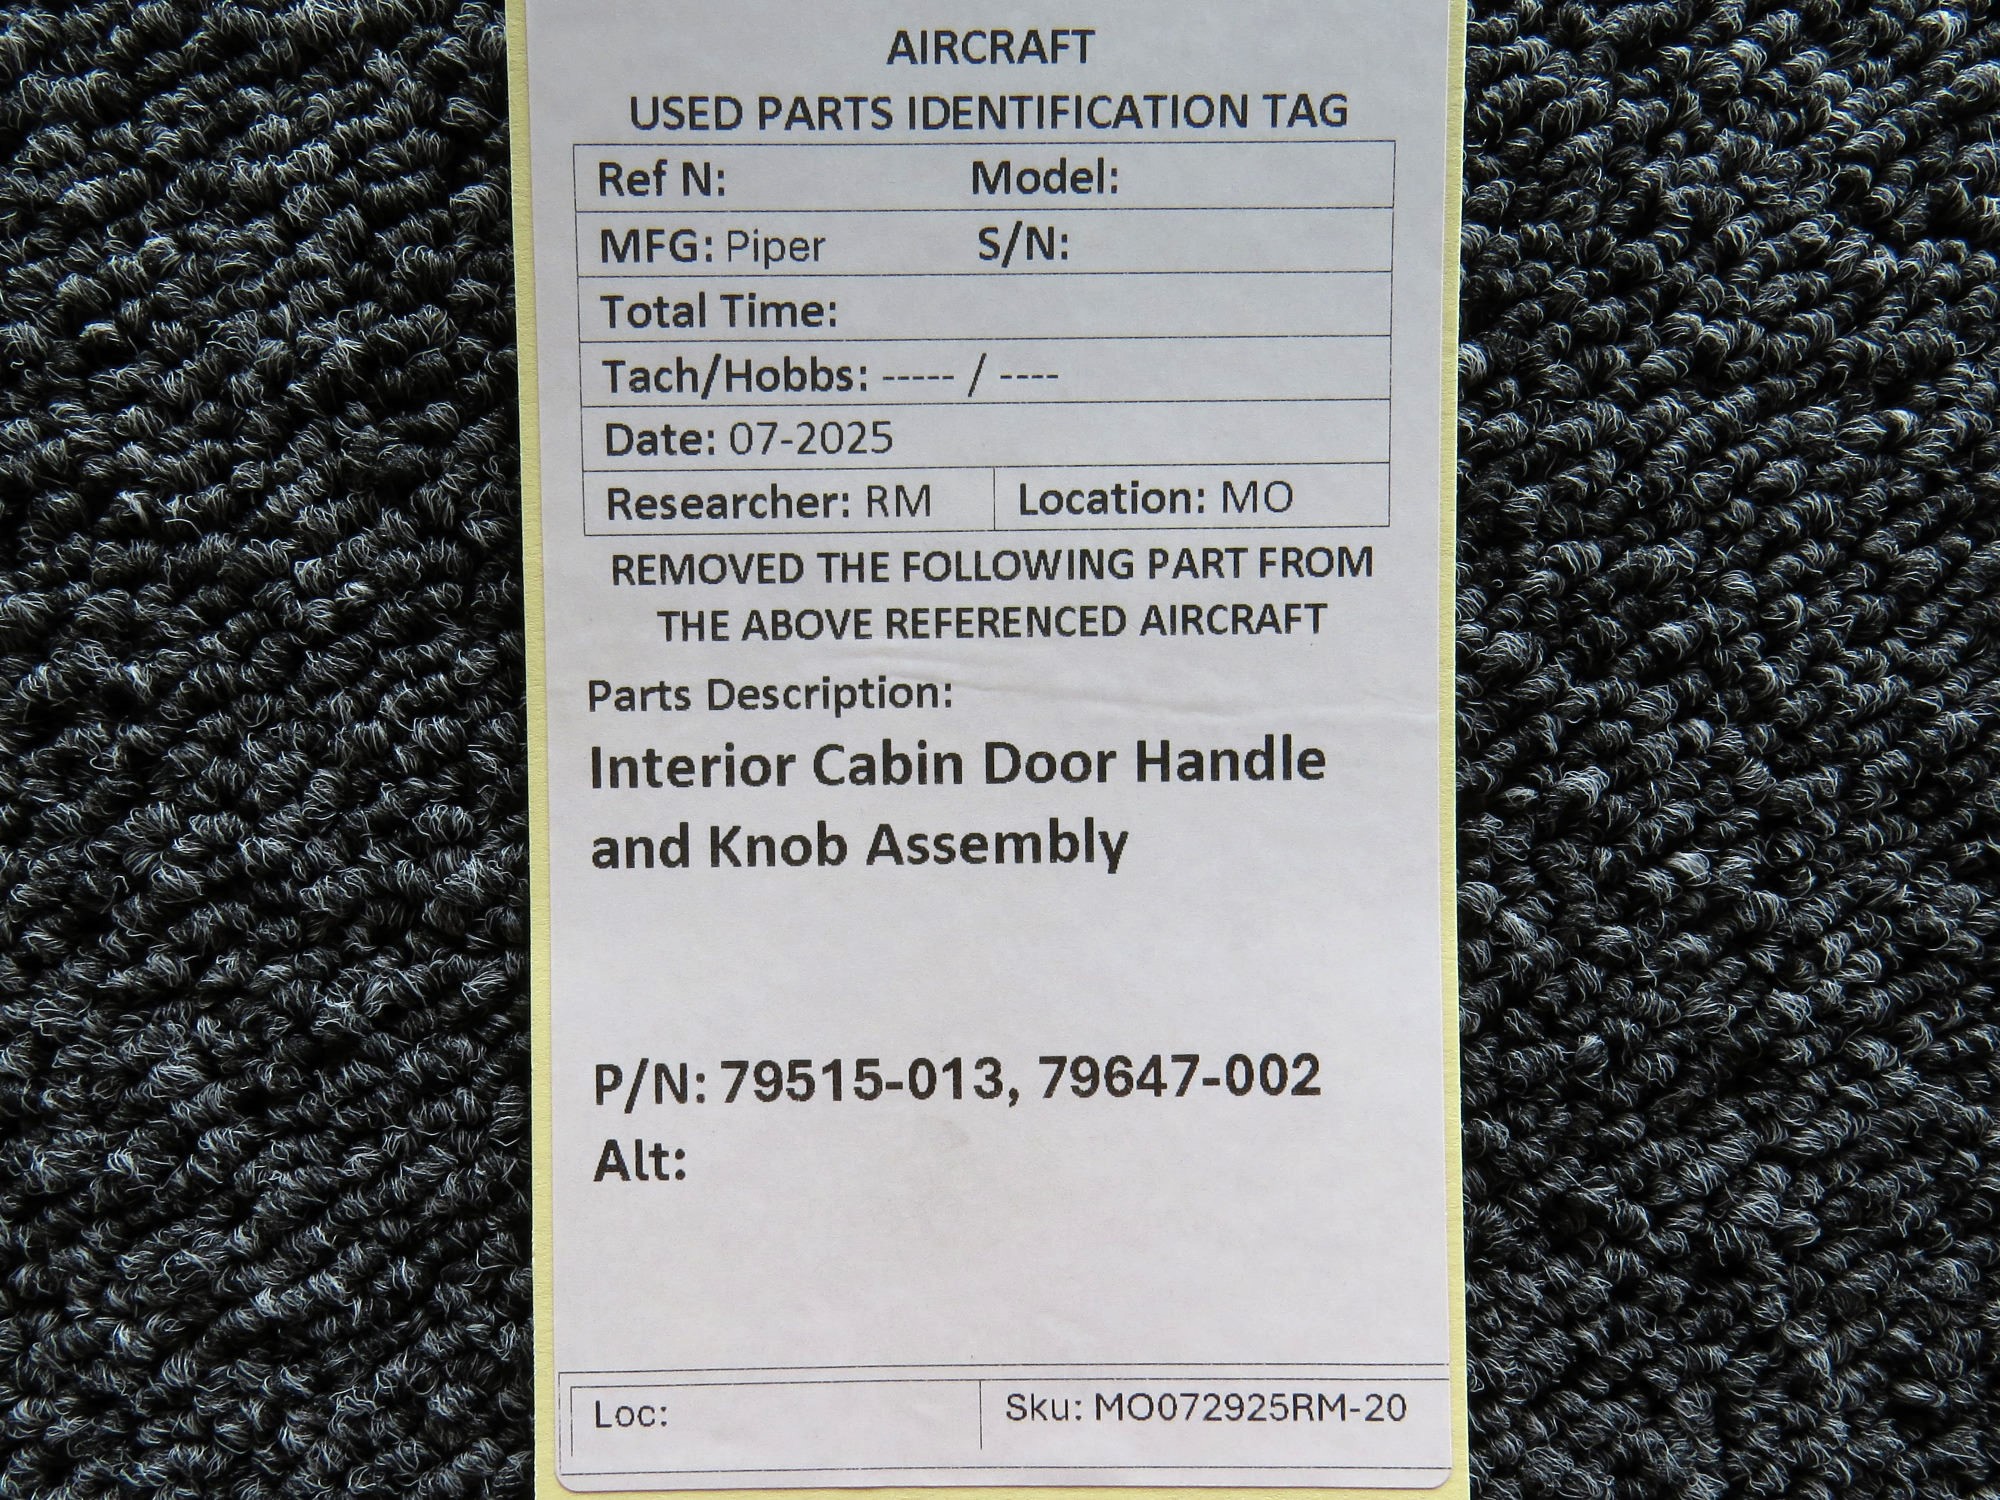 AIRCRAFT
USED PARTS IDENTIFICATION TAG
Ref N: Model:
MFG: Piper S/N:
Total Time:
Tach/Hobbs: ----- / ----
Date: 07-2025
Researcher: RM Location: MO
REMOVED THE FOLLOWING PART FROM
THE ABOVE REFERENCED AIRCRAFT
Parts Description:
Interior Cabin Door Handle
and Knob Assembly
P/N: 79515-013, 79647-002
Alt:
Loc: Sku: MO072925RM-20